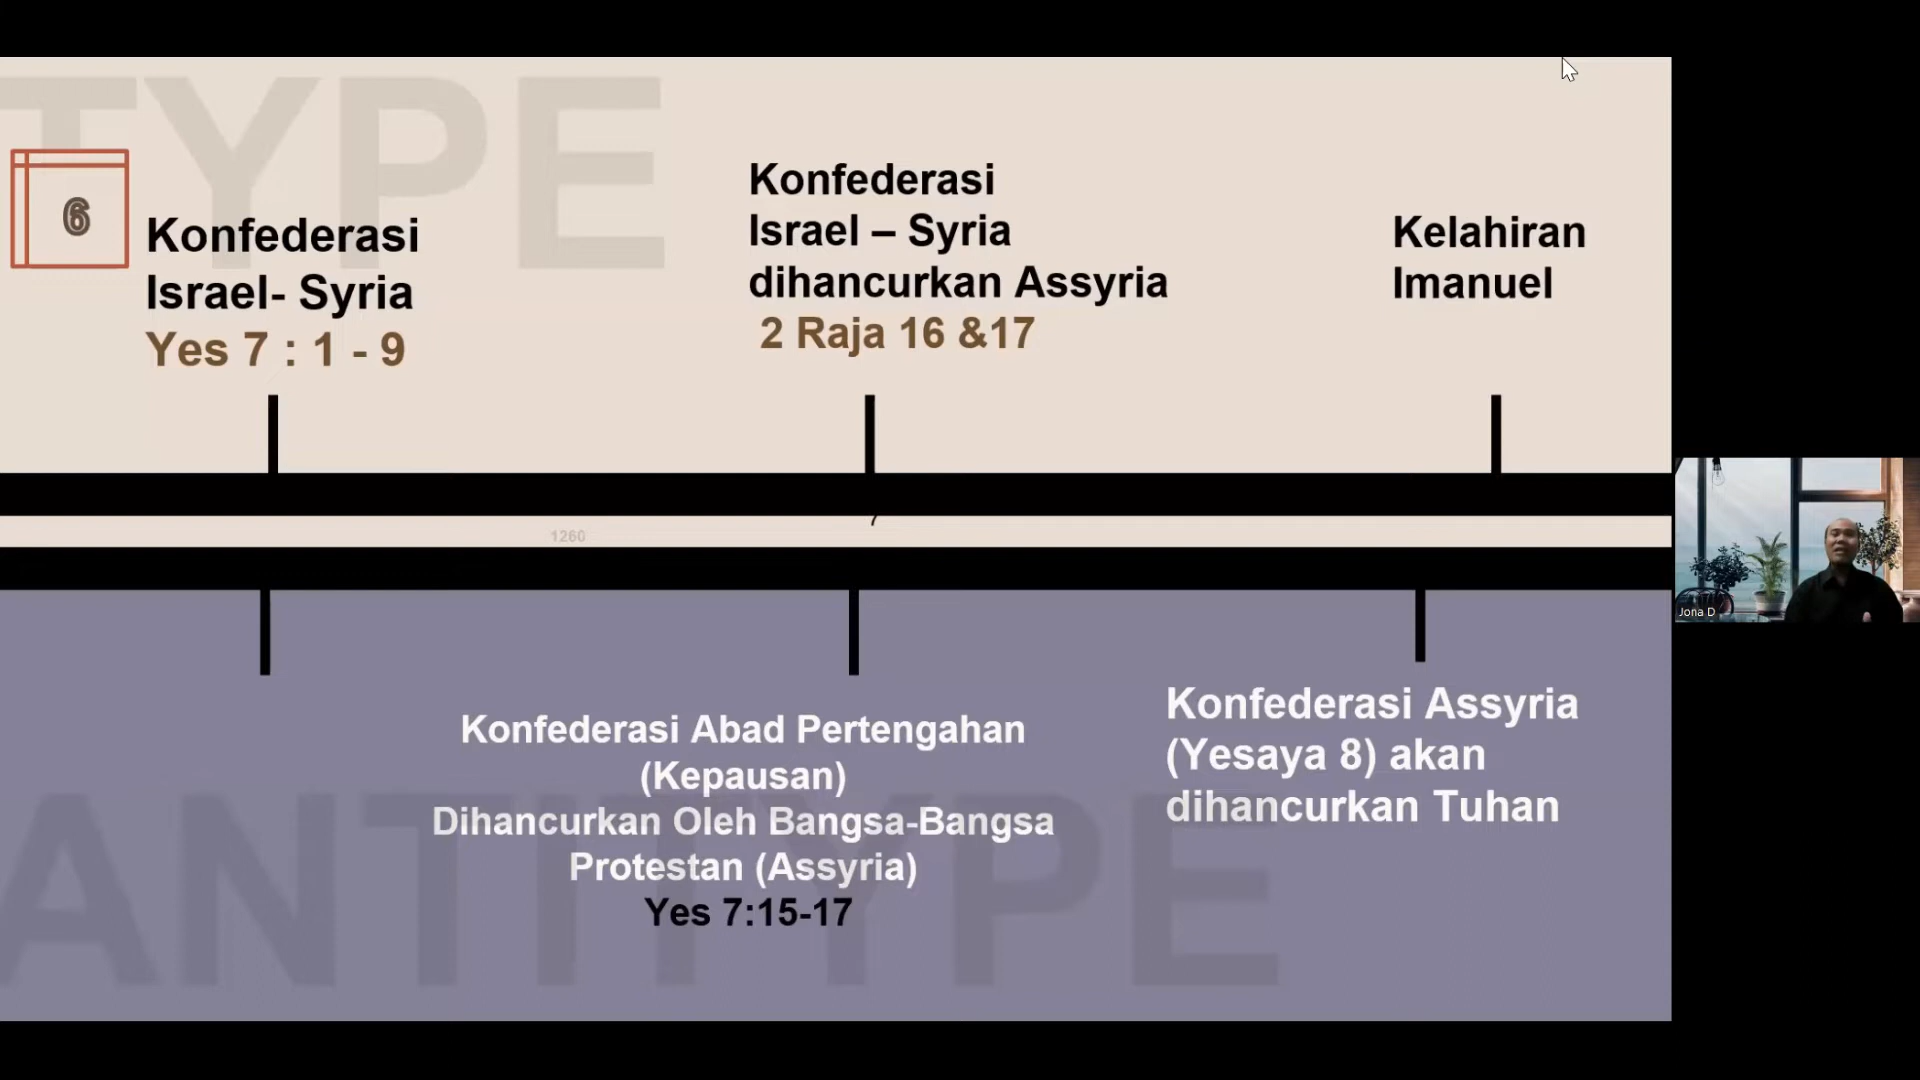 TYPE
6
Konfederasi
Israel- Syria
Yes 7 : 1 - 9
Konfederasi
Israel – Syria
dihancurkan Assyria
2 Raja 16 &17
Kelahiran
Imanuel
1260
Jona D
Konfederasi Abad Pertengahan
(Kepausan)
Dihancurkan Oleh Bangsa-Bangsa
Protestan (Assyria)
Yes 7:15-17
Konfederasi Assyria
(Yesaya 8) akan
dihancurkan Tuhan
ANTITYPE